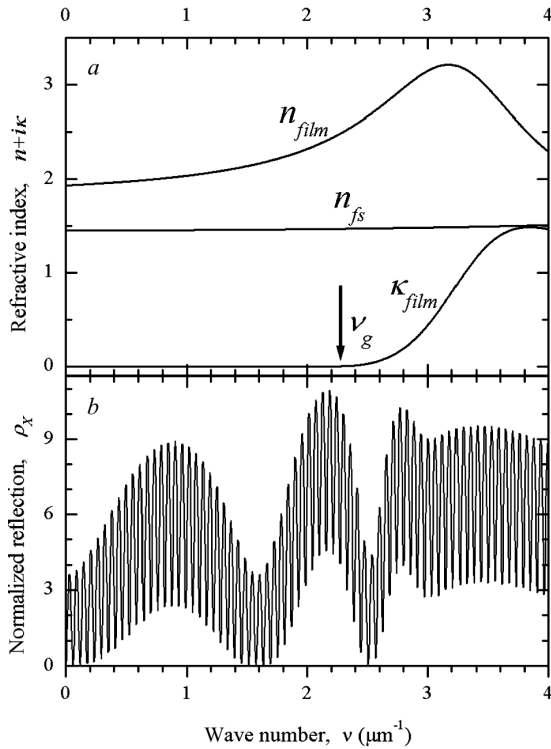 0 1 2 3 4
a
3
2
1
0
Refractive index, n+iκ
n_film
n_fs
κ_film
ν_g
b
9
6
3
0
Normalized reflection, ρ_X
0 1 2 3 4
Wave number, ν (μm⁻¹)